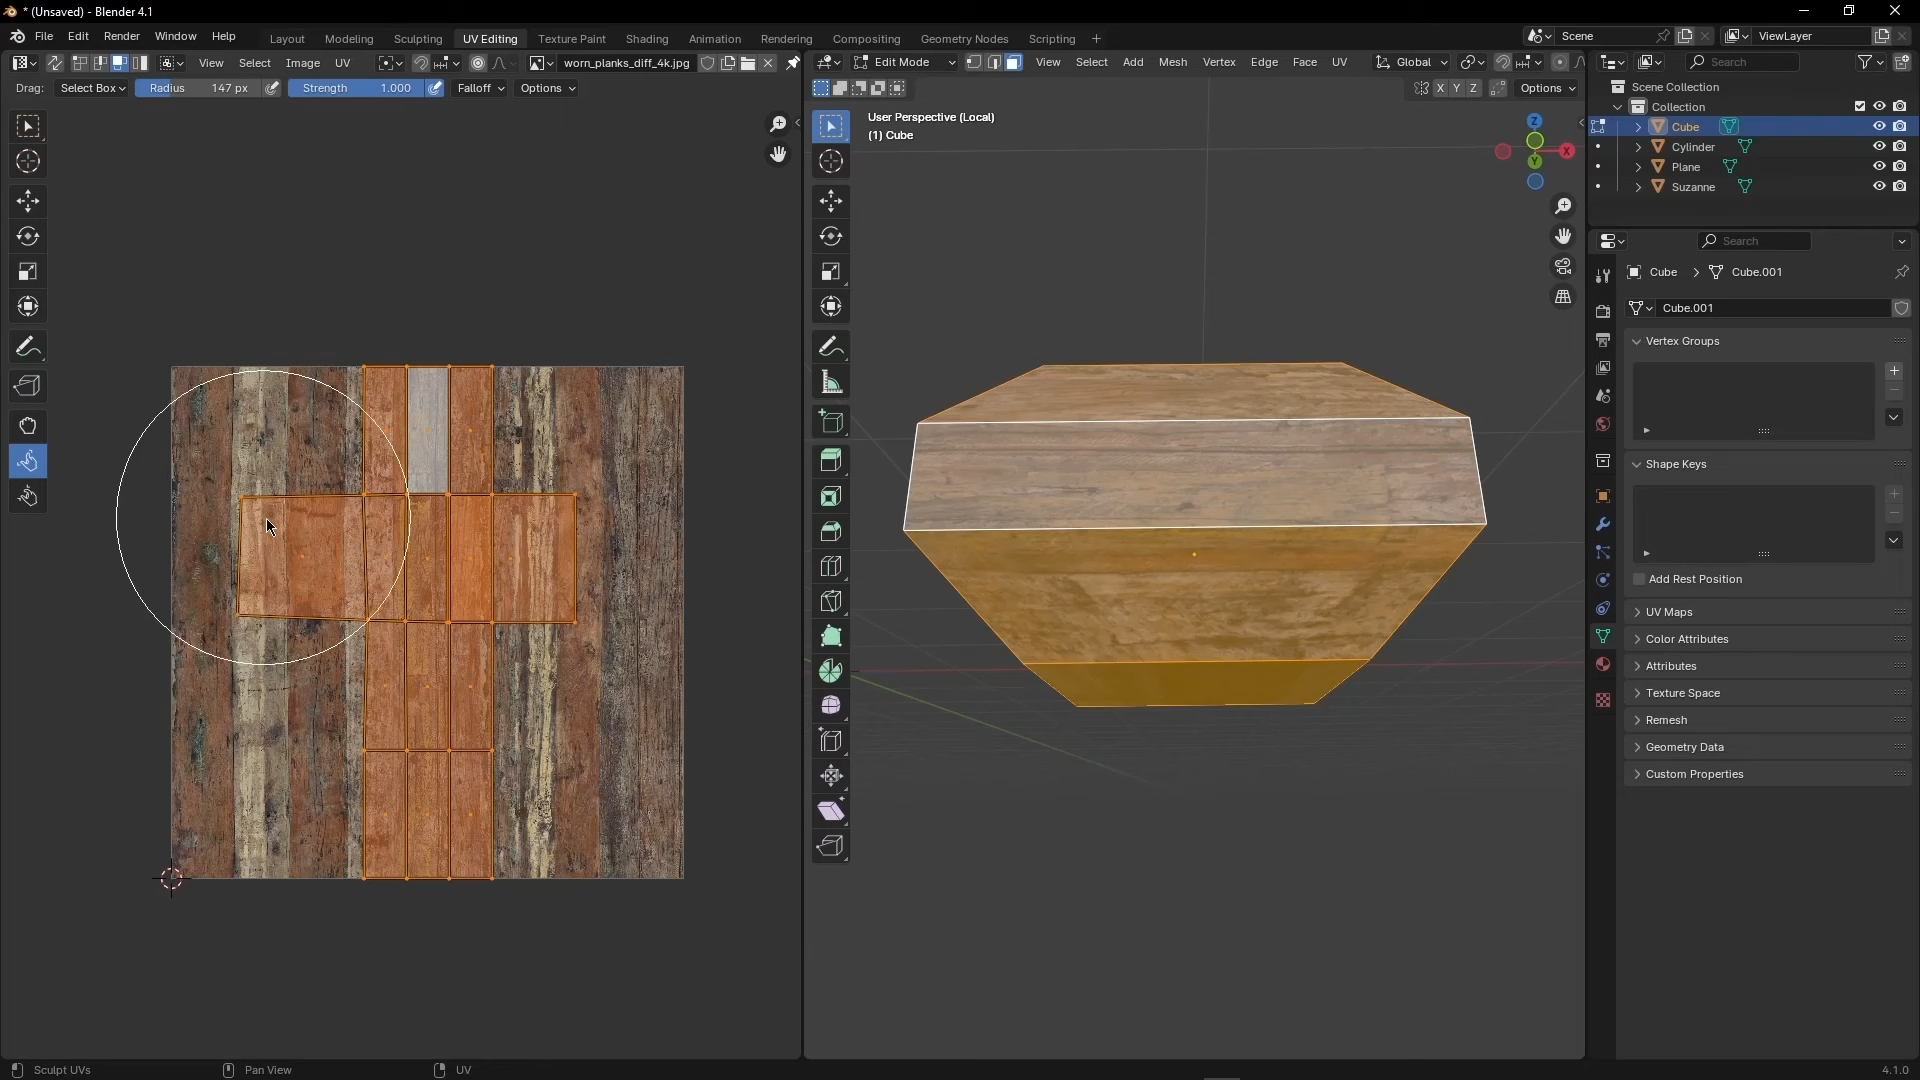 * (Unsaved) - Blender 4.1
File Edit Render Window Help
Layout Modeling Sculpting UV Editing Texture Paint Shading Animation Rendering Compositing Geometry Nodes Scripting +
Scene
ViewLayer
View Select Image UV
worn_planks_diff_4k.jpg
Edit Mode
View Select Add Mesh Vertex Edge Face UV
Global
Search
Drag: Select Box
Radius 147 px
Strength 1.000
Falloff
Options
X Y Z
Options
Scene Collection
Collection
Cube
Cylinder
Plane
Suzanne
User Perspective (Local)
(1) Cube
Z
X
Y
Search
Cube > Cube.001
Cube.001
Vertex Groups
Shape Keys
Add Rest Position
UV Maps
Color Attributes
Attributes
Texture Space
Remesh
Geometry Data
Custom Properties
Sculpt UVs
Pan View
UV
4.1.0